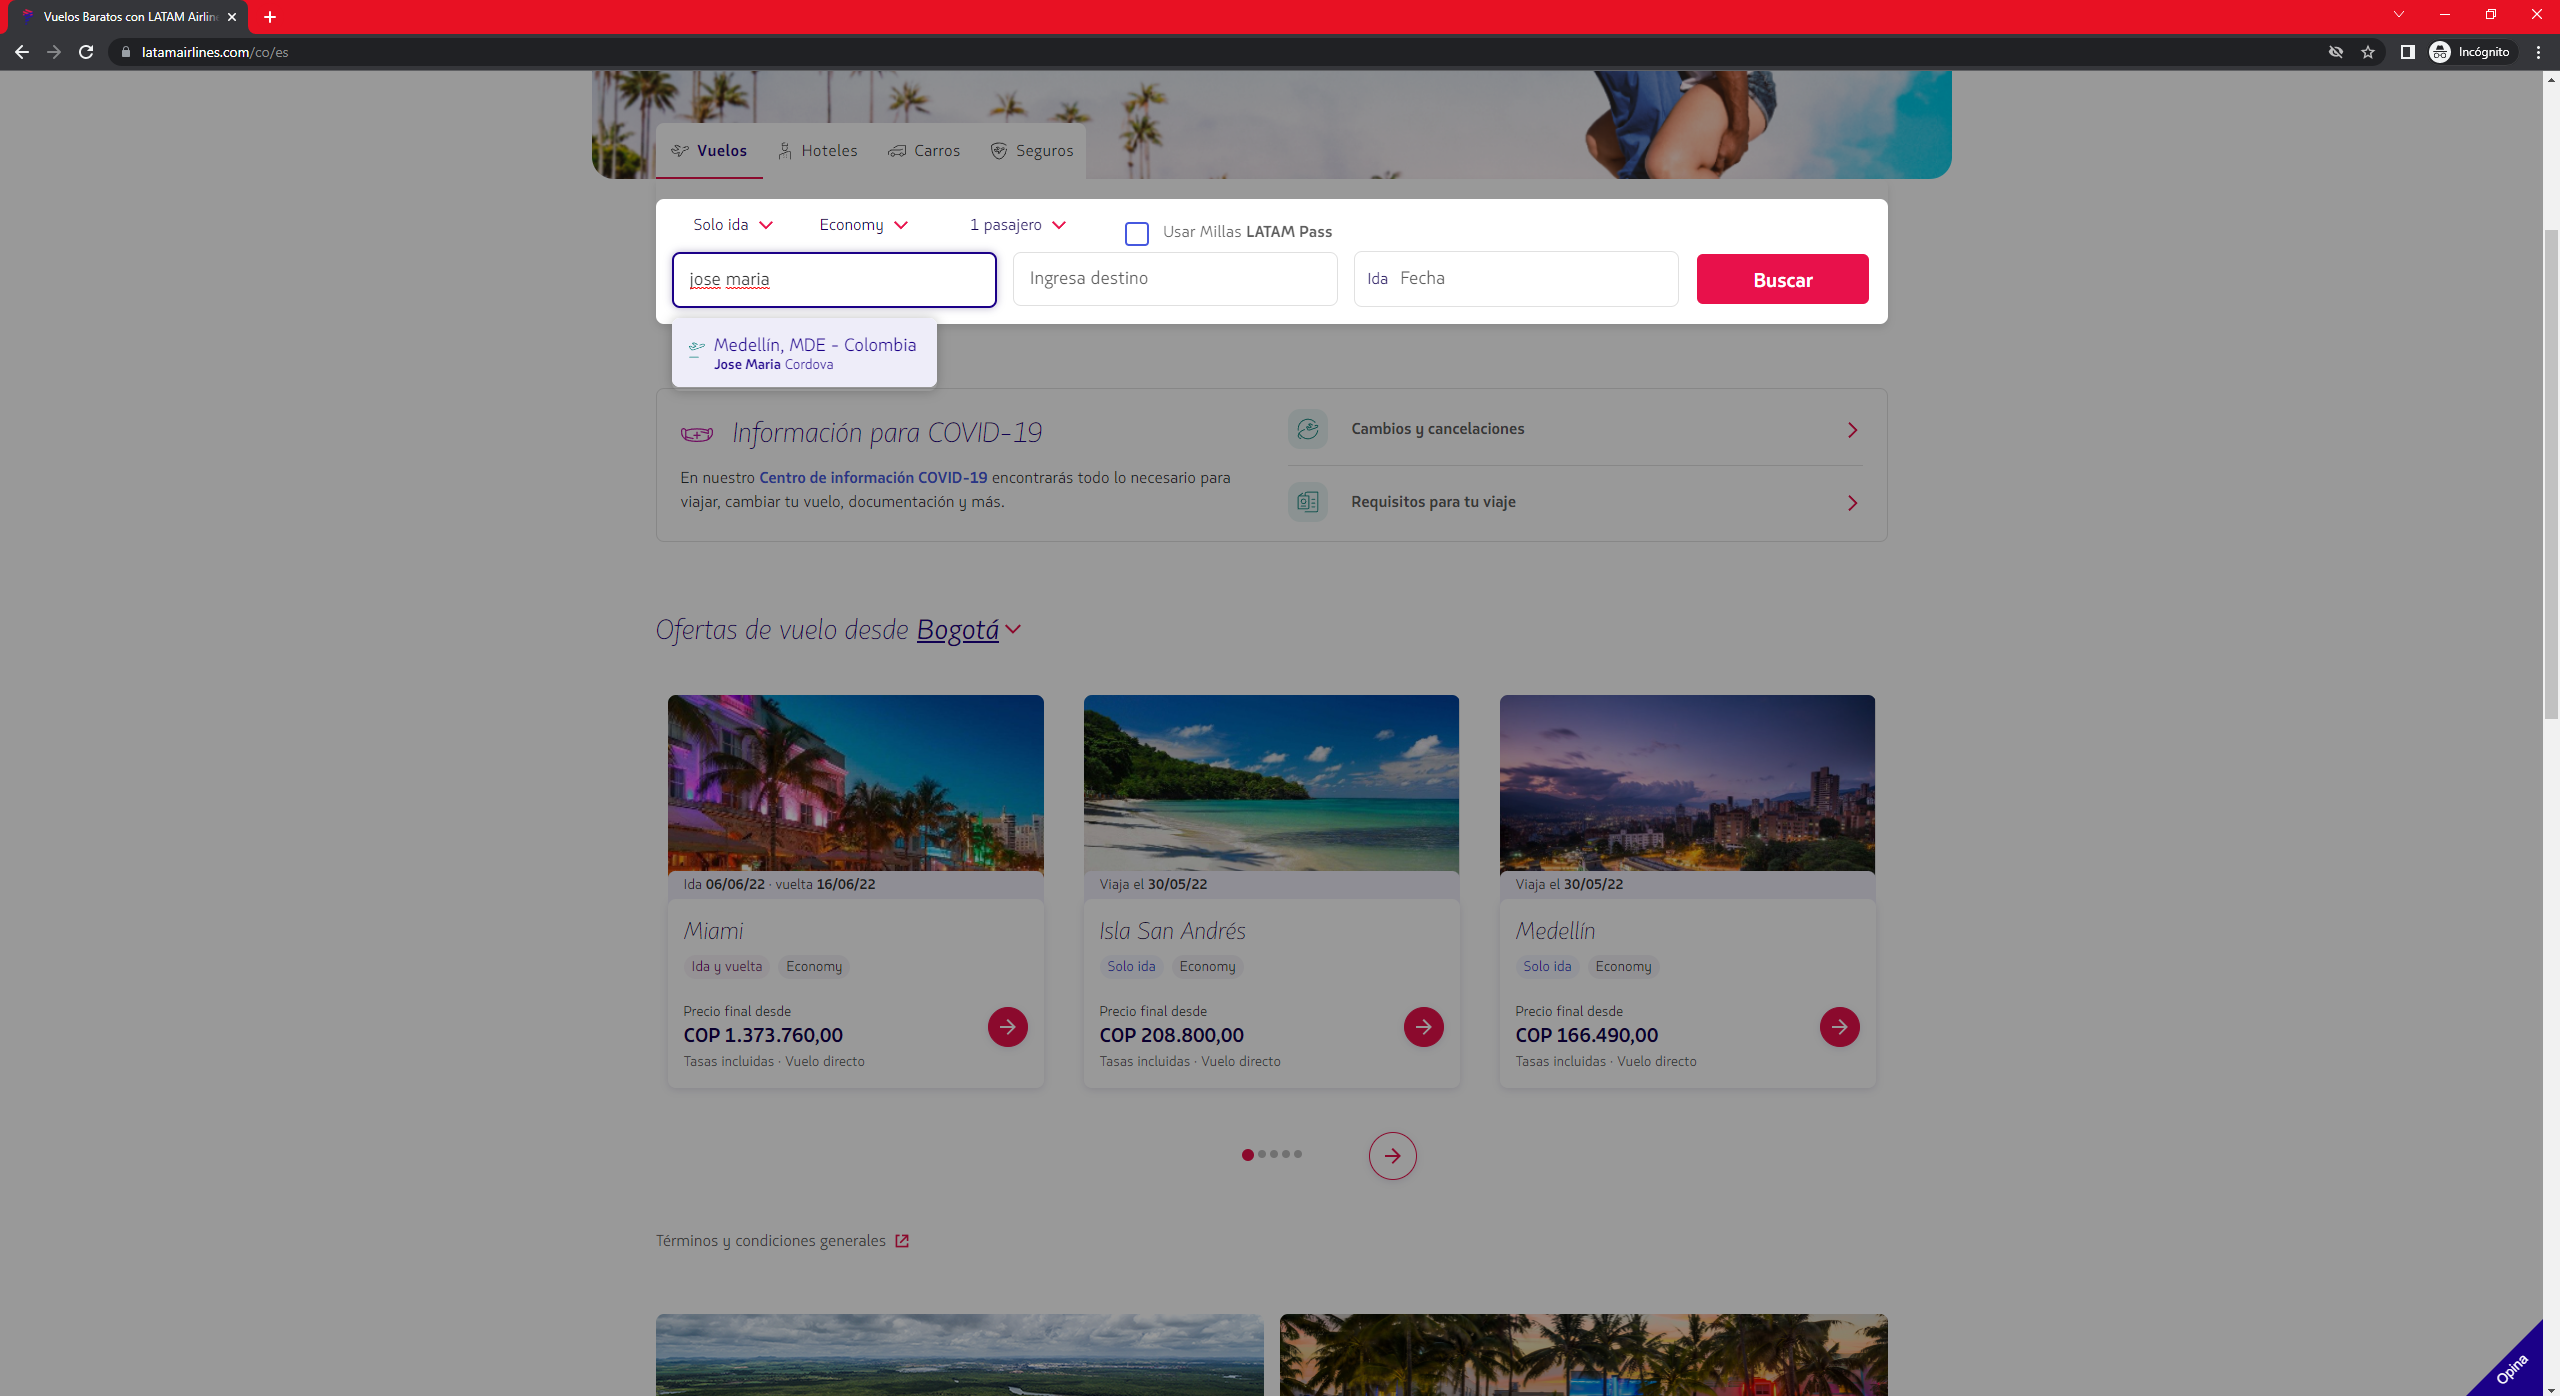 Vuelos Baratos con LATAM Airline
latamairlines.com/co/es
Incógnito
Vuelos
Hoteles
Carros
Seguros
Solo ida
Economy
1 pasajero
Usar Millas LATAM Pass
jose maria
Ingresa destino
Ida Fecha
Buscar
Medellín, MDE - Colombia
Jose Maria Cordova
Información para COVID-19
En nuestro Centro de información COVID-19 encontrarás todo lo necesario para
viajar, cambiar tu vuelo, documentación y más.
Cambios y cancelaciones
Requisitos para tu viaje
Ofertas de vuelo desde Bogotá
Ida 06/06/22 · vuelta 16/06/22
Miami
Ida y vuelta
Economy
Precio final desde
COP 1.373.760,00
Tasas incluidas · Vuelo directo
Viaja el 30/05/22
Isla San Andrés
Solo ida
Economy
Precio final desde
COP 208.800,00
Tasas incluidas · Vuelo directo
Viaja el 30/05/22
Medellín
Solo ida
Economy
Precio final desde
COP 166.490,00
Tasas incluidas · Vuelo directo
Términos y condiciones generales
Opina